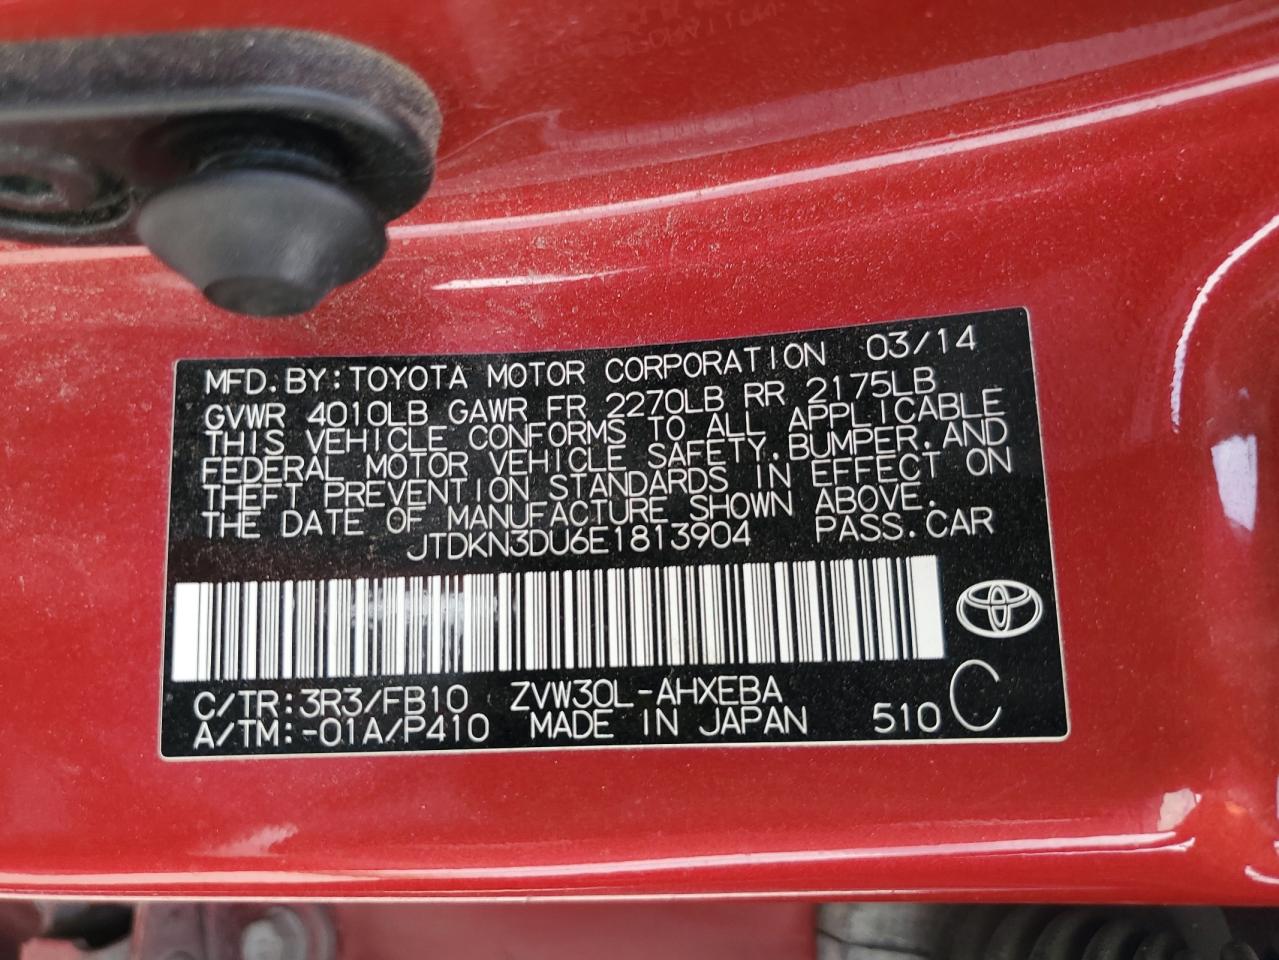 MFD. BY: TOYOTA MOTOR CORPORATION 03/14
GVWR 4010LB GAWR FR 2270LB RR 2175LB
THIS VEHICLE CONFORMS TO ALL APPLICABLE
FEDERAL MOTOR VEHICLE SAFETY, BUMPER, AND
THEFT PREVENTION STANDARDS IN EFFECT ON
THE DATE OF MANUFACTURE SHOWN ABOVE.
JTDKN3DU6E1813904 PASS. CAR
C/TR: 3R3/FB10 ZVW30L-AHXEBA
A/TM: -01A/P410 MADE IN JAPAN 510 C